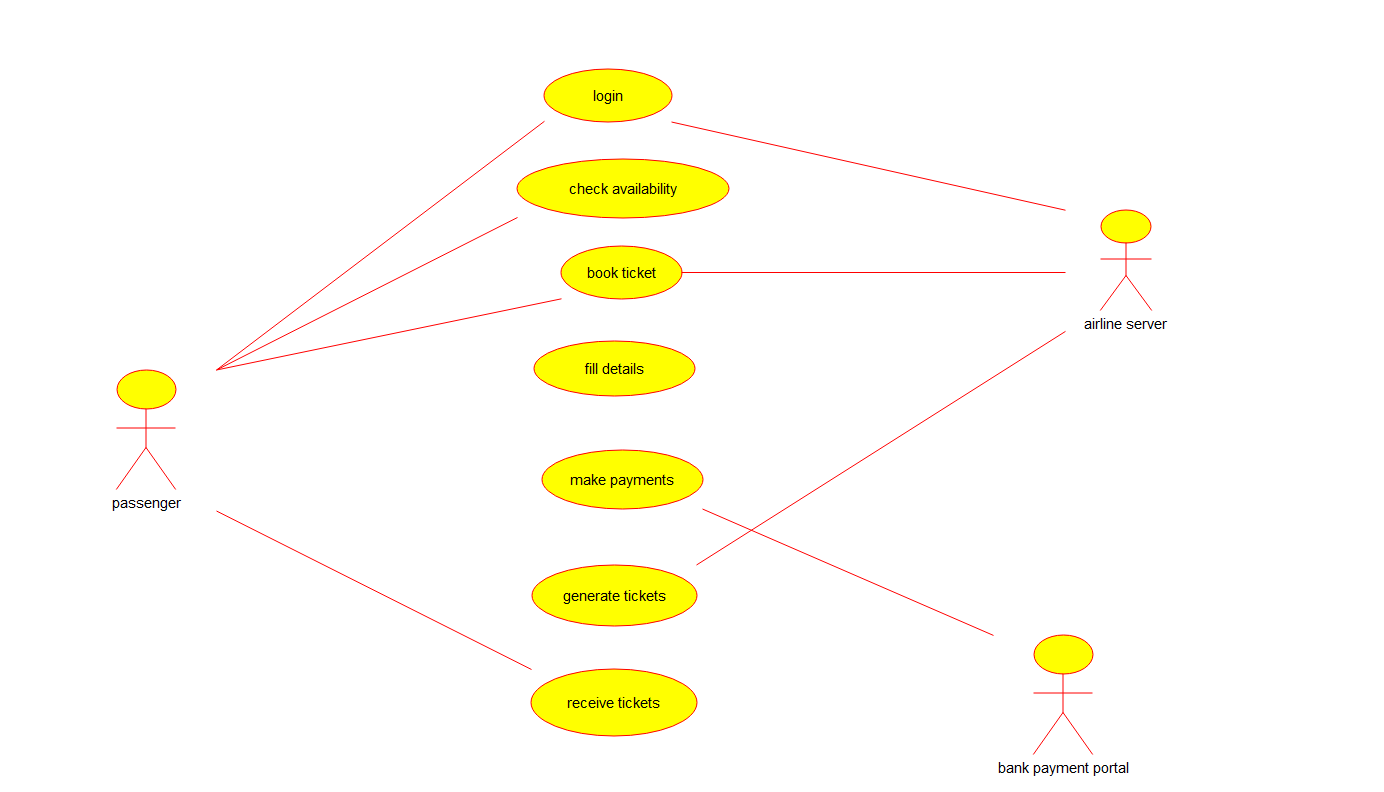 login
check availability
book ticket
airline server
fill details
passenger
make payments
generate tickets
receive tickets
bank payment portal